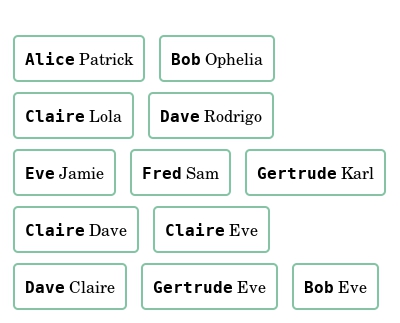 Alice Patrick Bob Ophelia
Claire Lola Dave Rodrigo
Eve Jamie Fred Sam Gertrude Karl
Claire Dave Claire Eve
Dave Claire Gertrude Eve Bob Eve